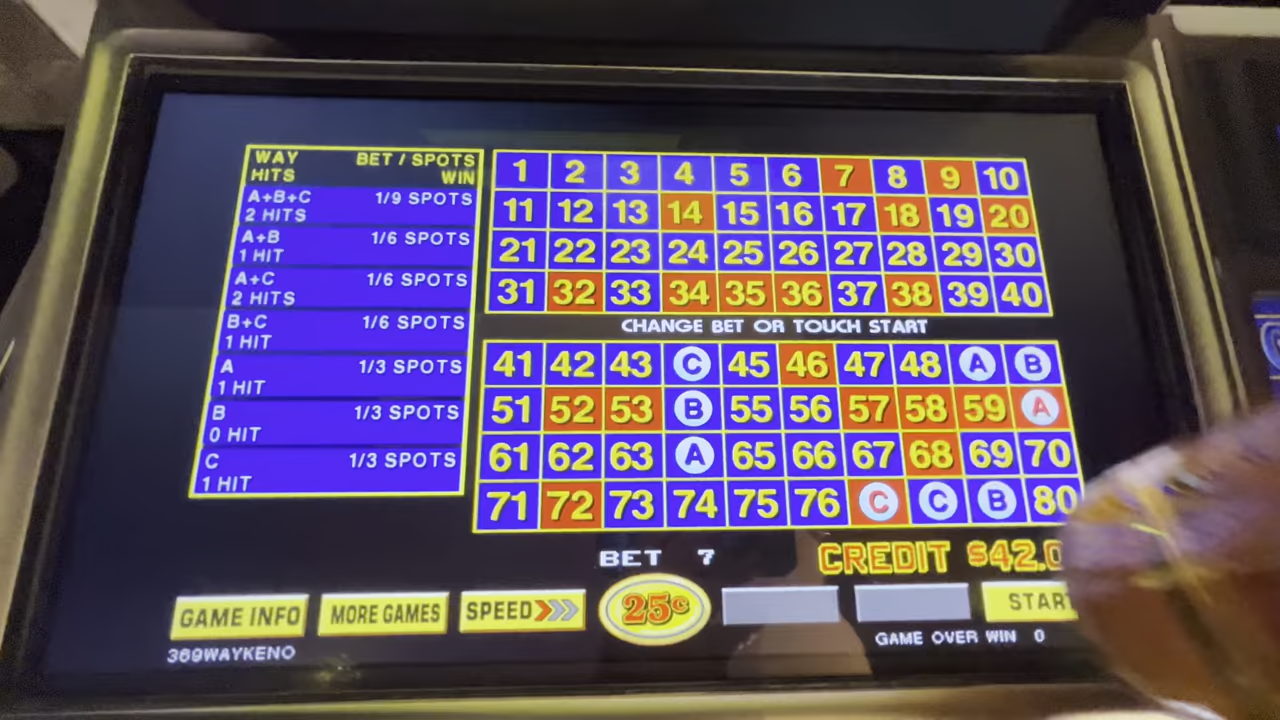 WAY BET / SPOTS
HITS WIN
A+B+C 1/9 SPOTS
2 HITS
A+B 1/6 SPOTS
1 HIT
A+C 1/6 SPOTS
2 HITS
B+C 1/6 SPOTS
1 HIT
A 1/3 SPOTS
1 HIT
B 1/3 SPOTS
0 HIT
C 1/3 SPOTS
1 HIT
1 2 3 4 5 6 7 8 9 10
11 12 13 14 15 16 17 18 19 20
21 22 23 24 25 26 27 28 29 30
31 32 33 34 35 36 37 38 39 40
CHANGE BET OR TOUCH START
41 42 43 C 45 46 47 48 A B
51 52 53 B 55 56 57 58 59 A
61 62 63 A 65 66 67 68 69 70
71 72 73 74 75 76 C C B 80
BET 7 CREDIT $42.0
GAME INFO MORE GAMES SPEED 25¢ START
369WAYKENO GAME OVER WIN 0